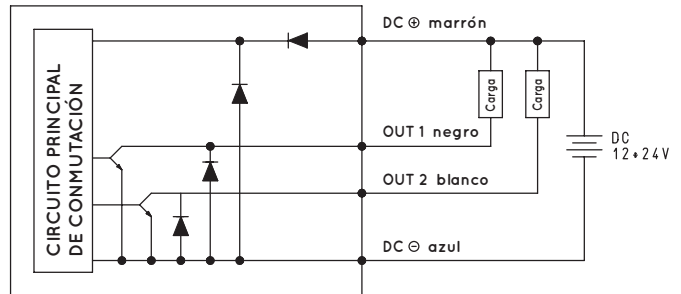 CIRCUITO PRINCIPAL
DE CONMUTACIÓN
DC ⊕ marrón
Carga
Carga
OUT 1 negro
DC
12÷24V
OUT 2 blanco
DC ⊖ azul